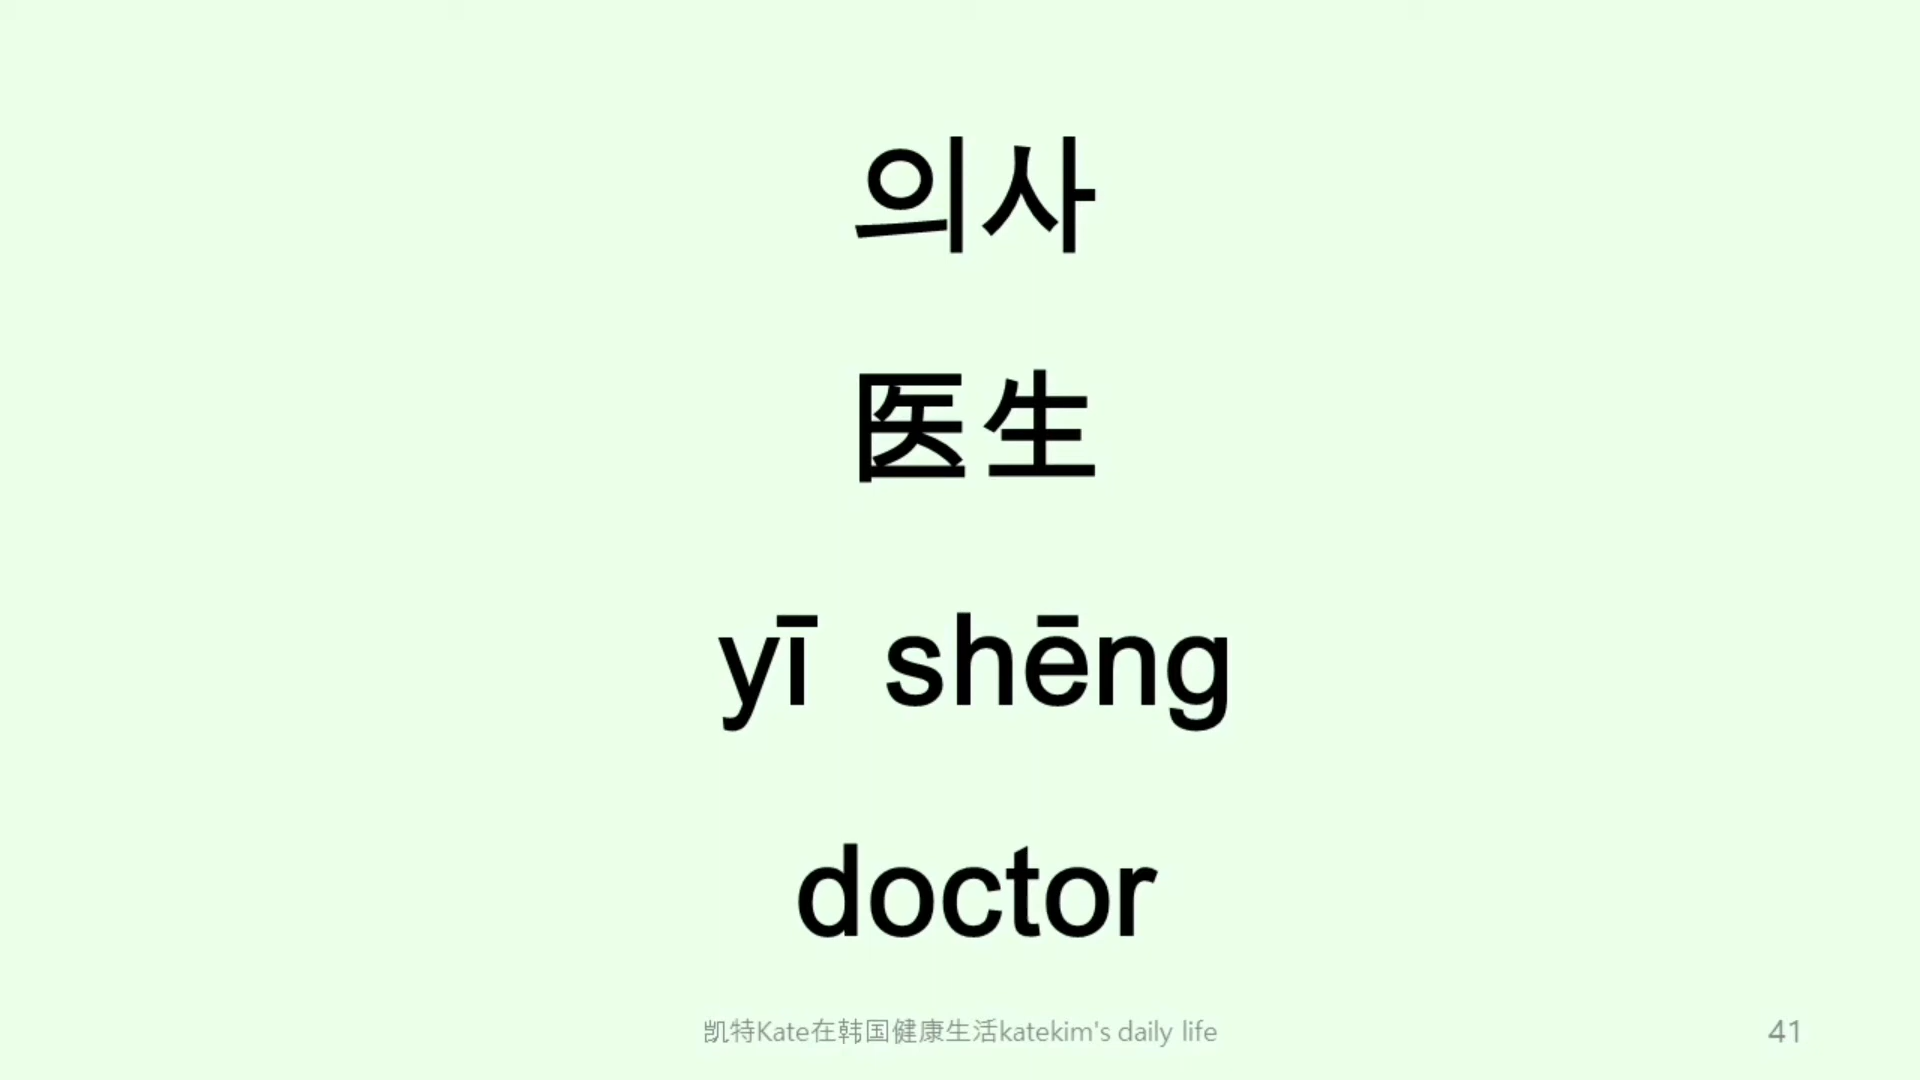 의사
医生
yī shēng
doctor
凯特Kate在韩国健康生活katekim's daily life
41